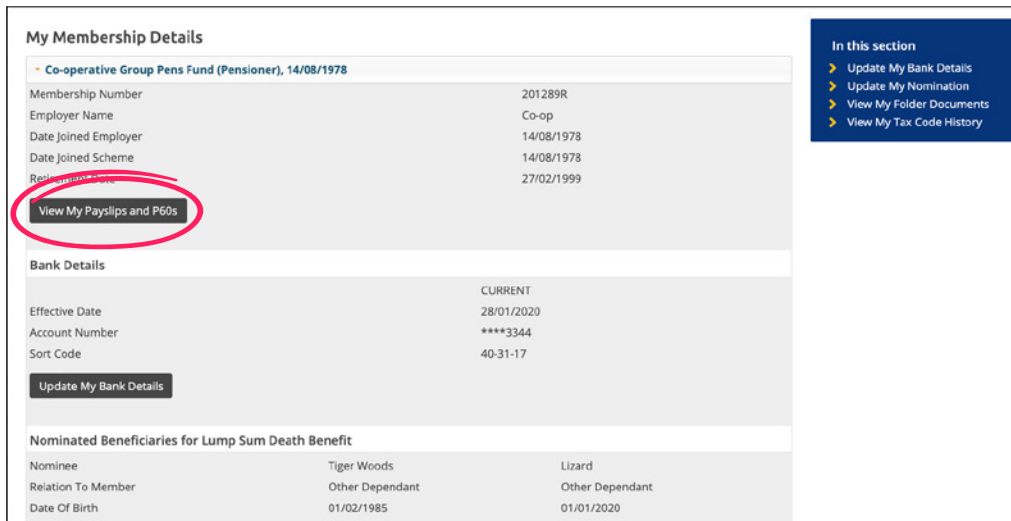 My Membership Details
Co-operative Group Pens Fund (Pensioner), 14/08/1978
Membership Number 201289R
Employer Name Co-op
Date Joined Employer 14/08/1978
Date Joined Scheme 14/08/1978
Retirement Date 27/02/1999
View My Payslips and P60s
Bank Details
CURRENT
Effective Date 28/01/2020
Account Number ****3344
Sort Code 40-31-17
Update My Bank Details
Nominated Beneficiaries for Lump Sum Death Benefit
Nominee Tiger Woods Lizard
Relation To Member Other Dependant Other Dependant
Date Of Birth 01/02/1985 01/01/2020
In this section
Update My Bank Details
Update My Nomination
View My Folder Documents
View My Tax Code History